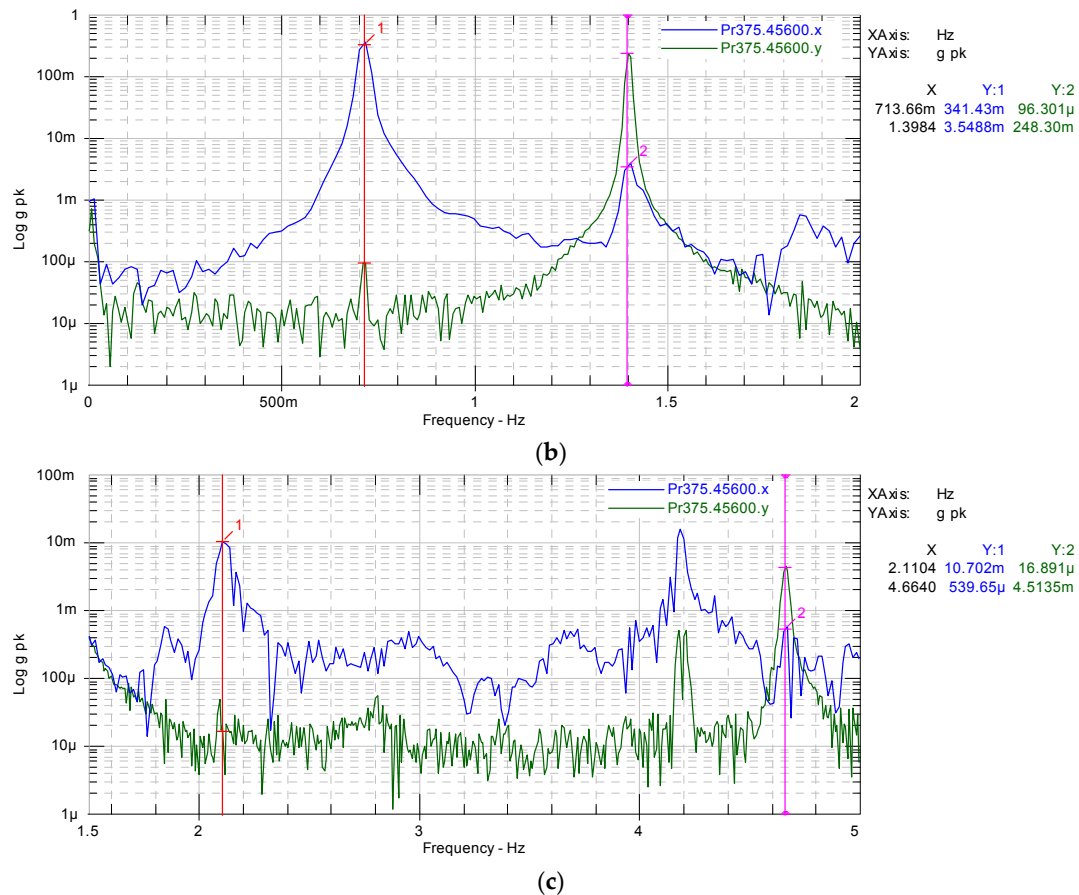 1
100m
10m
1m
100µ
10µ
1µ
Log g pk
1
2
Pr375.45600.x
Pr375.45600.y
0
500m
1
1.5
2
Frequency - Hz
XAxis: Hz
YAxis: g pk
X Y:1 Y:2
713.66m 341.43m 96.301µ
1.3984 3.5488m 248.30m
(b)
100m
10m
1m
100µ
10µ
1µ
Log g pk
1
2
Pr375.45600.x
Pr375.45600.y
1.5
2
3
4
5
Frequency - Hz
XAxis: Hz
YAxis: g pk
X Y:1 Y:2
2.1104 10.702m 16.891µ
4.6640 539.65µ 4.5135m
(c)